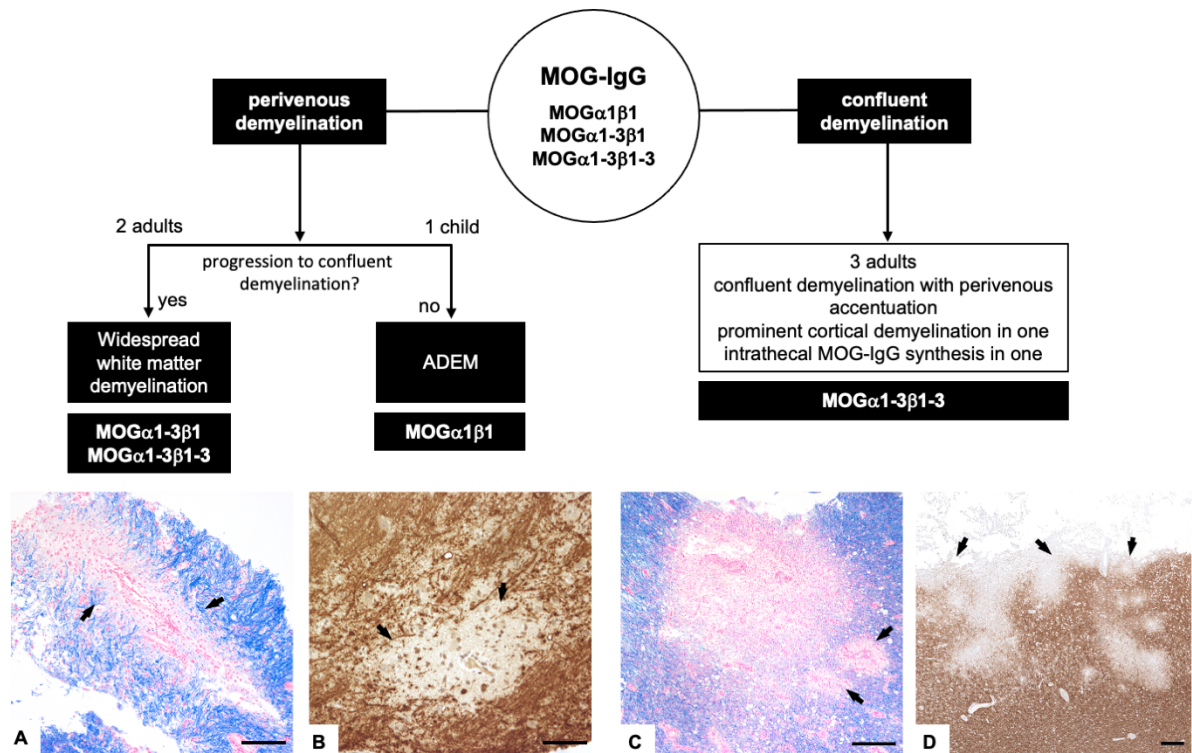 MOG-IgG
MOGα1β1
MOGα1-3β1
MOGα1-3β1-3
perivenous
demyelination
confluent
demyelination
2 adults
1 child
progression to confluent
demyelination?
yes
no
Widespread
white matter
demyelination
ADEM
MOGα1-3β1
MOGα1-3β1-3
MOGα1β1
3 adults
confluent demyelination with perivenous
accentuation
prominent cortical demyelination in one
intrathecal MOG-IgG synthesis in one
MOGα1-3β1-3
A
B
C
D